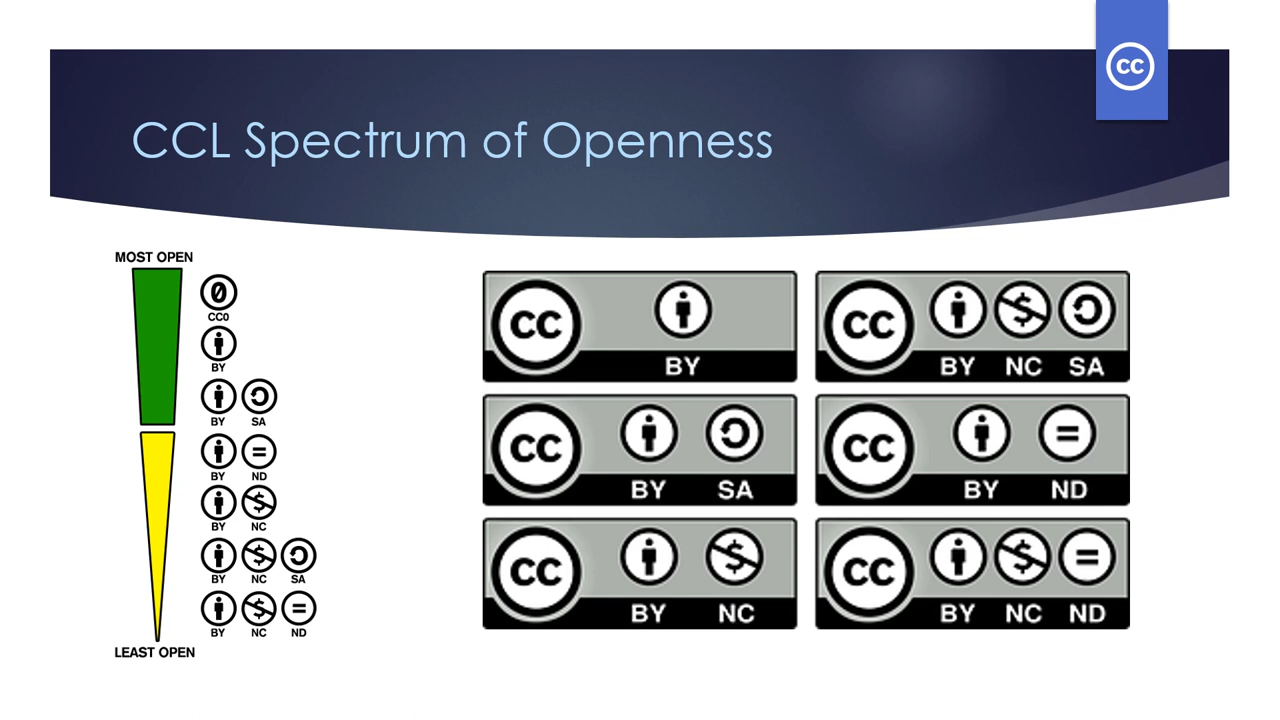 cc
CCL Spectrum of Openness
MOST OPEN
0
CC0
BY
BY SA
BY ND
BY NC
BY NC SA
BY NC ND
LEAST OPEN
cc
BY
cc
BY NC SA
cc
BY SA
cc
BY ND
cc
BY NC
cc
BY NC ND